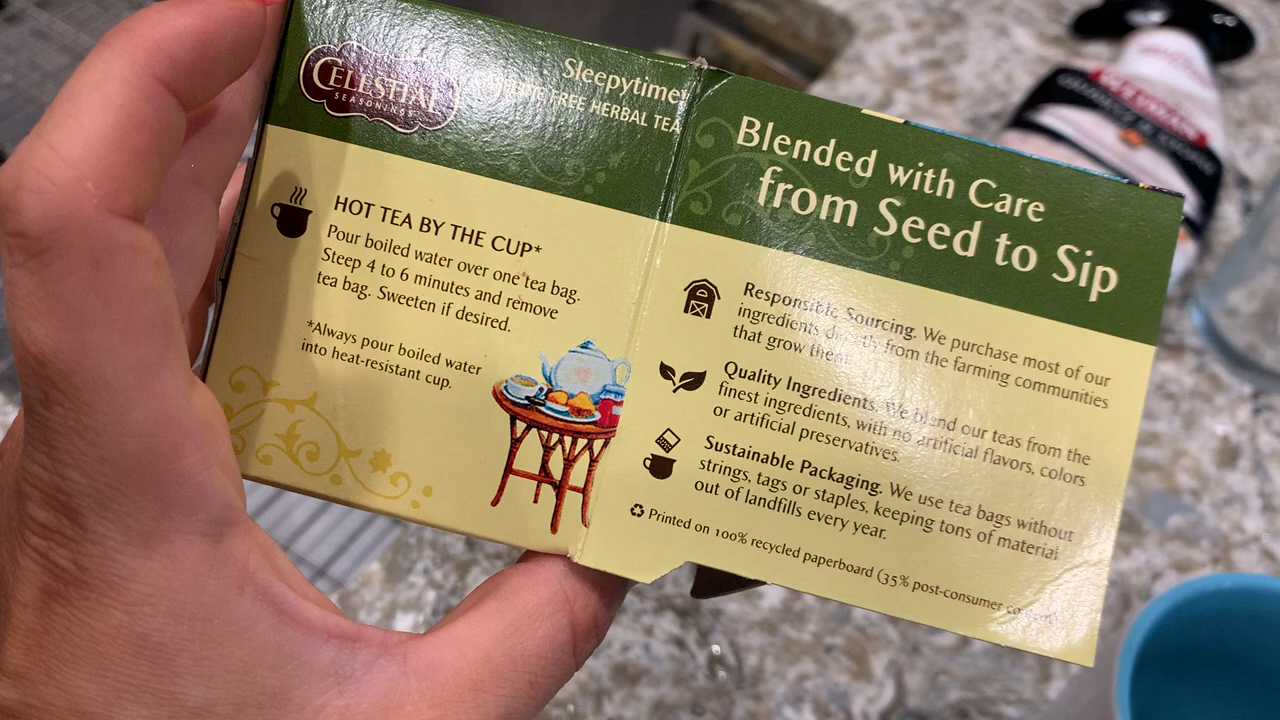 CELESTIAL
SEASONINGS
Sleepytime
FREE HERBAL TEA
HOT TEA BY THE CUP*
Pour boiled water over one tea bag.
Steep 4 to 6 minutes and remove
tea bag. Sweeten if desired.
*Always pour boiled water
into heat-resistant cup.
Blended with Care
from Seed to Sip
Responsible Sourcing. We purchase most of our
ingredients directly from the farming communities
that grow them.
Quality Ingredients. We blend our teas from the
finest ingredients, with no artificial flavors, colors
or artificial preservatives.
Sustainable Packaging. We use tea bags without
strings, tags or staples, keeping tons of material
out of landfills every year.
Printed on 100% recycled paperboard (35% post-consumer content)